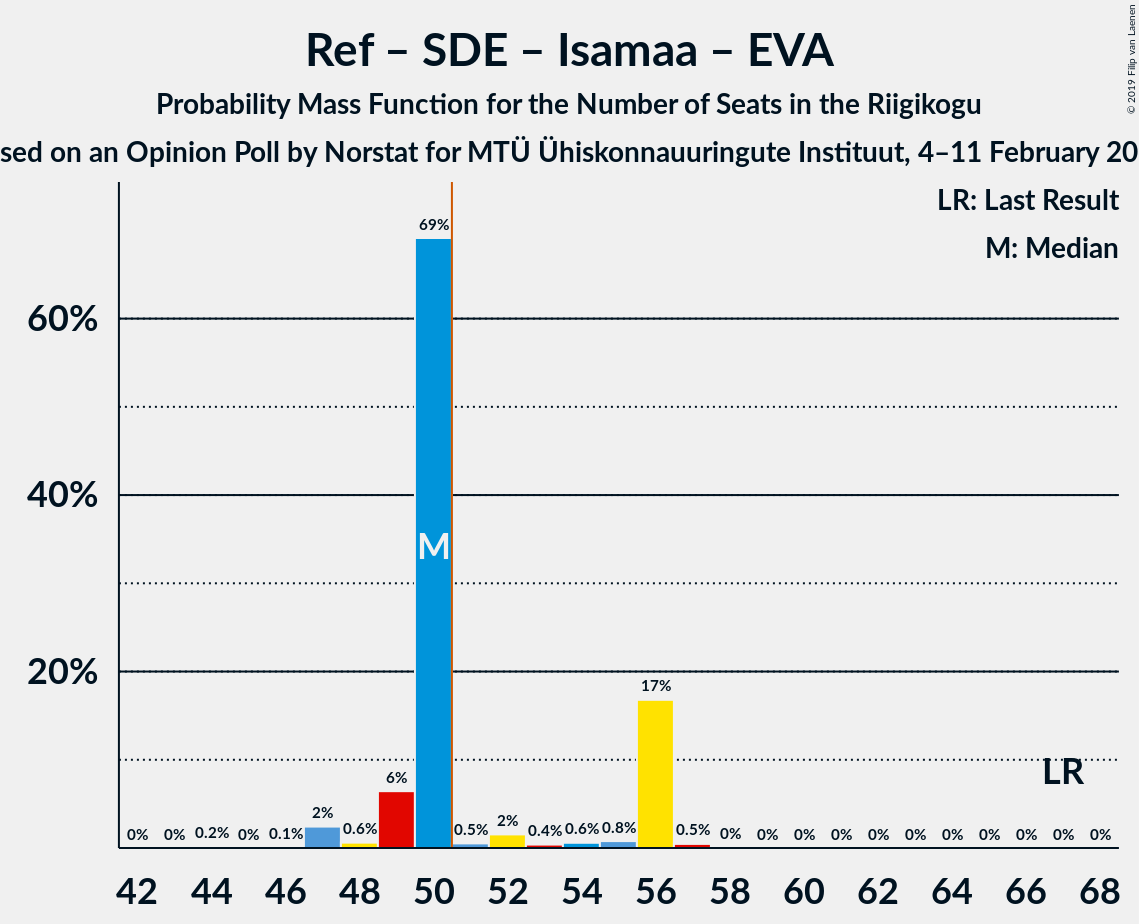 Ref – SDE – Isamaa – EVA
Probability Mass Function for the Number of Seats in the Riigikogu
sed on an Opinion Poll by Norstat for MTÜ Ühiskonnauuringute Instituut, 4–11 February 20
© 2019 Filip van Laenen
LR: Last Result
M: Median
69%
60%
M
40%
20%
17%
LR
6%
2%
0% 0% 0.2% 0% 0.1% 0.6% 0.5% 2% 0.4% 0.6% 0.8% 0.5% 0% 0% 0% 0% 0% 0% 0% 0% 0% 0% 0%
42 44 46 48 50 52 54 56 58 60 62 64 66 68